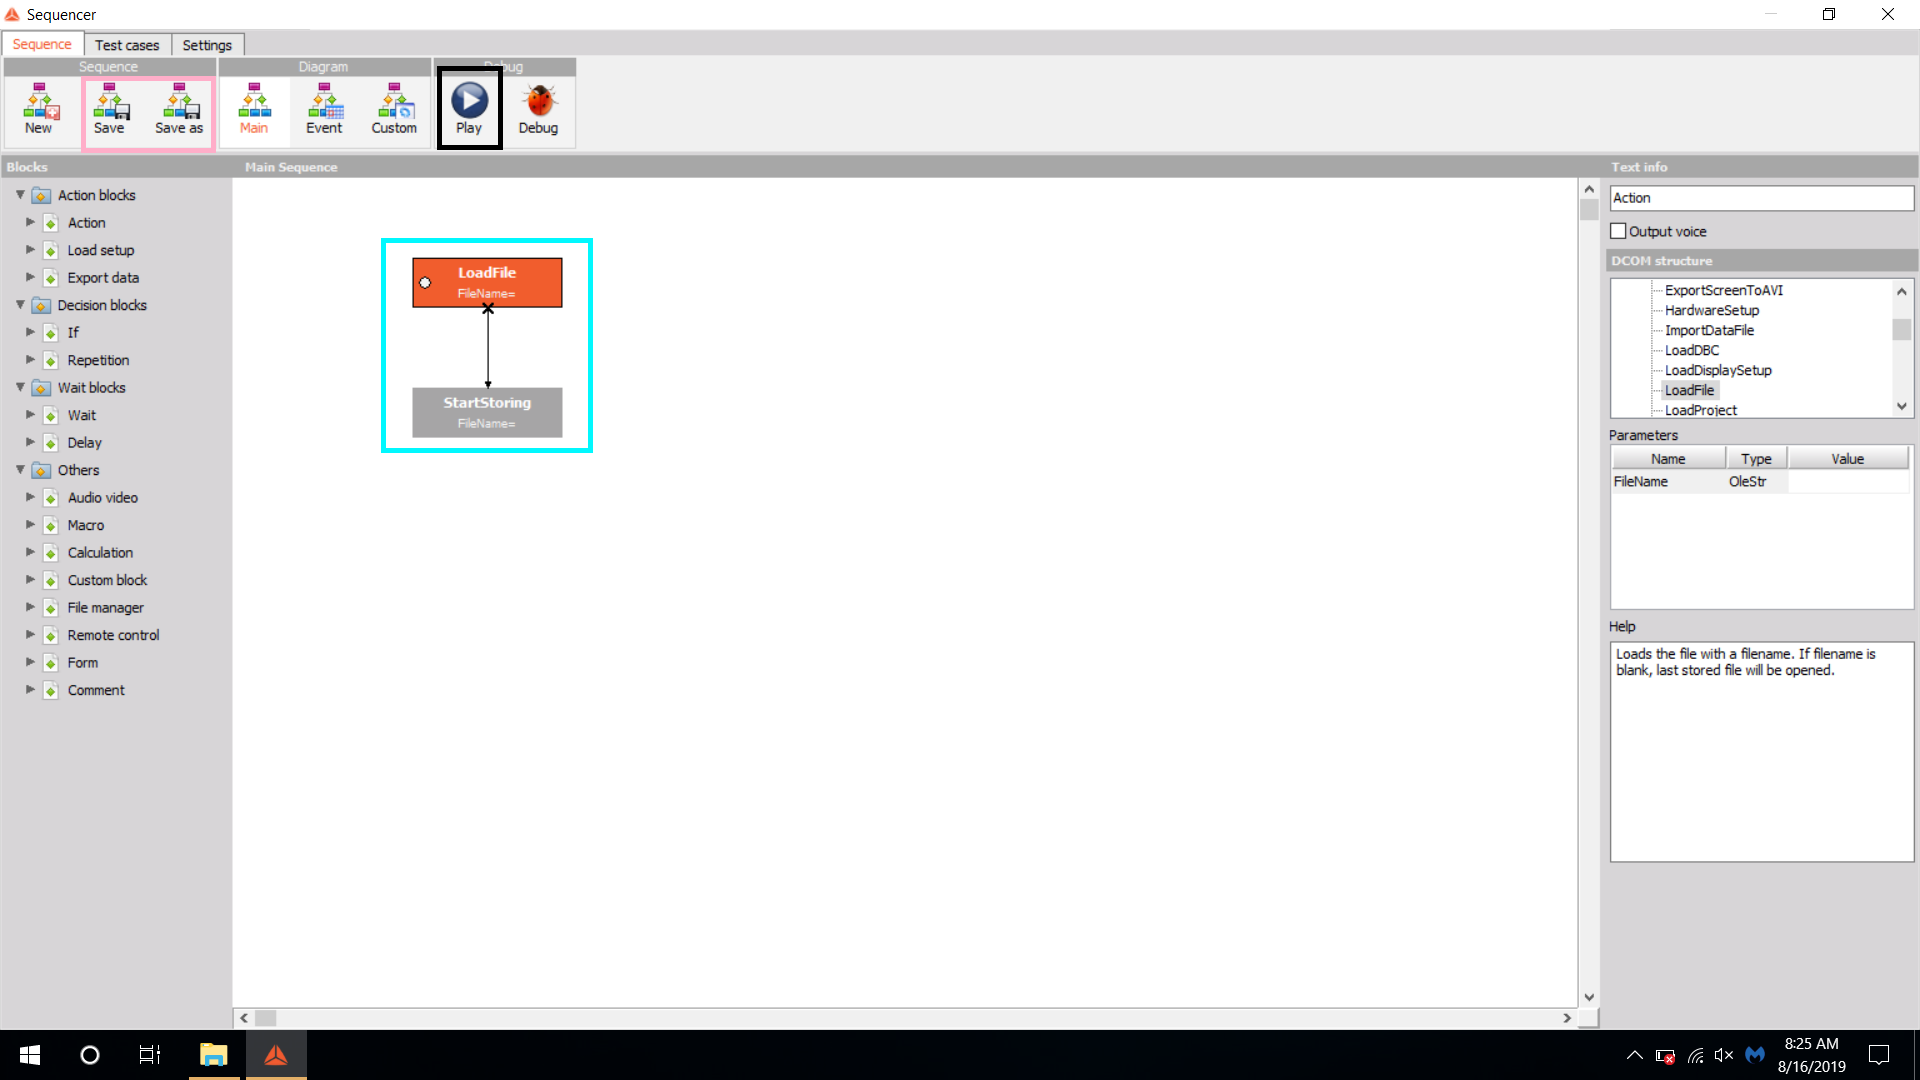 Sequencer
Sequence Test cases Settings
Sequence Diagram Debug
New Save Save as Main Event Custom Play Debug
Blocks
Action blocks
Action
Load setup
Export data
Decision blocks
If
Repetition
Wait blocks
Wait
Delay
Others
Audio video
Macro
Calculation
Custom block
File manager
Remote control
Form
Comment
Main Sequence
LoadFile
FileName=
StartStoring
FileName=
Text info
Action
Output voice
DCOM structure
ExportScreenToAVI
HardwareSetup
ImportDataFile
LoadDBC
LoadDisplaySetup
LoadFile
LoadProject
Parameters
Name Type Value
FileName OleStr
Help
Loads the file with a filename. If filename is
blank, last stored file will be opened.
8:25 AM
8/16/2019